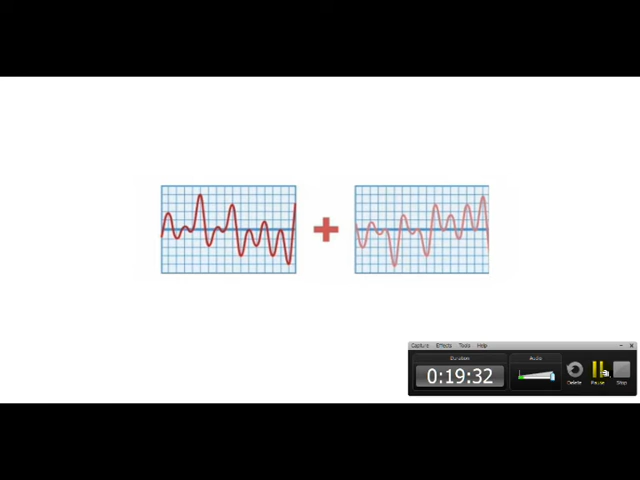 Capture Effects Tools Help
Duration
Audio
0:19:32
Delete
Pause
Stop